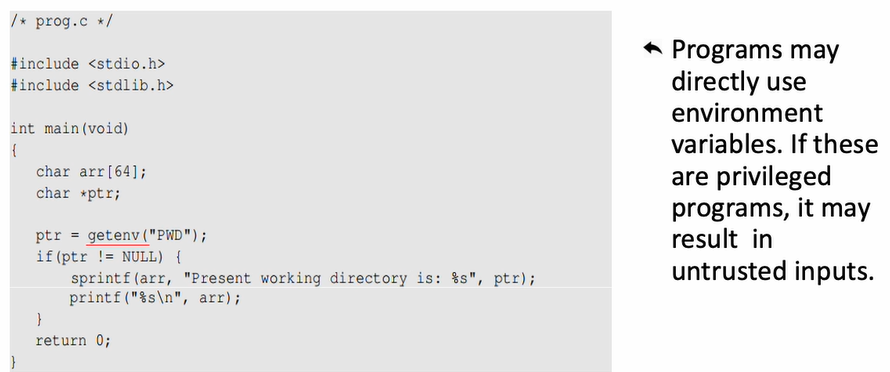 /* prog.c */
#include <stdio.h>
#include <stdlib.h>
int main(void)
{
char arr[64];
char *ptr;
ptr = getenv("PWD");
if(ptr != NULL) {
sprintf(arr, "Present working directory is: %s", ptr);
printf("%s\n", arr);
}
return 0;
}
Programs may
directly use
environment
variables. If these
are privileged
programs, it may
result in
untrusted inputs.